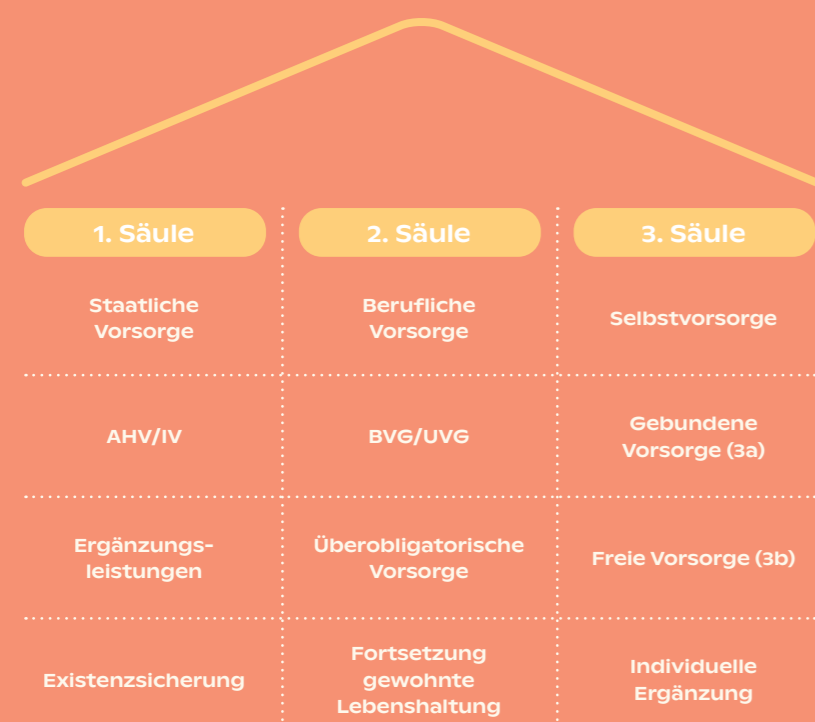 1. Säule
2. Säule
3. Säule
Staatliche
Vorsorge
Berufliche
Vorsorge
Selbstvorsorge
AHV/IV
BVG/UVG
Gebundene
Vorsorge (3a)
Ergänzungs-
leistungen
Überobligatorische
Vorsorge
Freie Vorsorge (3b)
Existenzsicherung
Fortsetzung
gewohnte
Lebenshaltung
Individuelle
Ergänzung